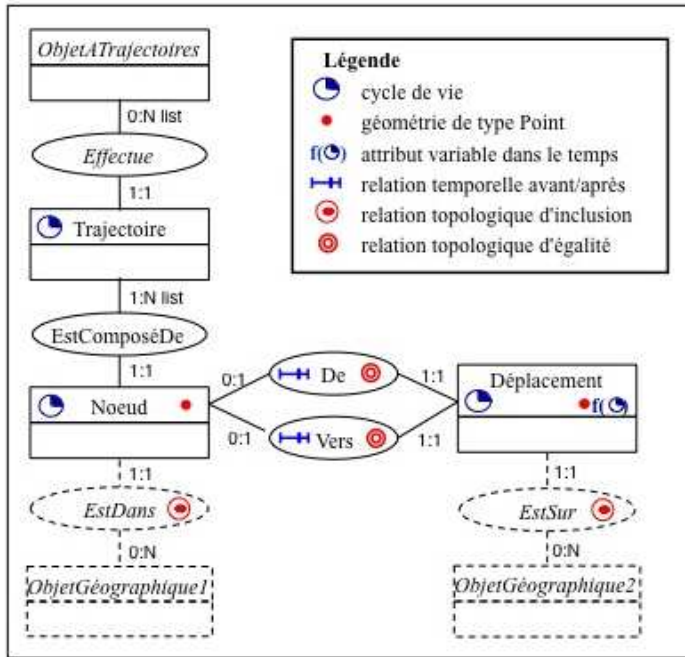 ObjetATrajectoires
0:N list
Effectue
1:1
Trajectoire
1:N list
EstComposéDe
1:1
Noeud
0:1
De
1:1
0:1
Vers
1:1
Déplacement
f( )
1:1
EstDans
0:N
ObjetGéographique1
1:1
EstSur
0:N
ObjetGéographique2
Légende
cycle de vie
géométrie de type Point
f( ) attribut variable dans le temps
relation temporelle avant/après
relation topologique d'inclusion
relation topologique d'égalité